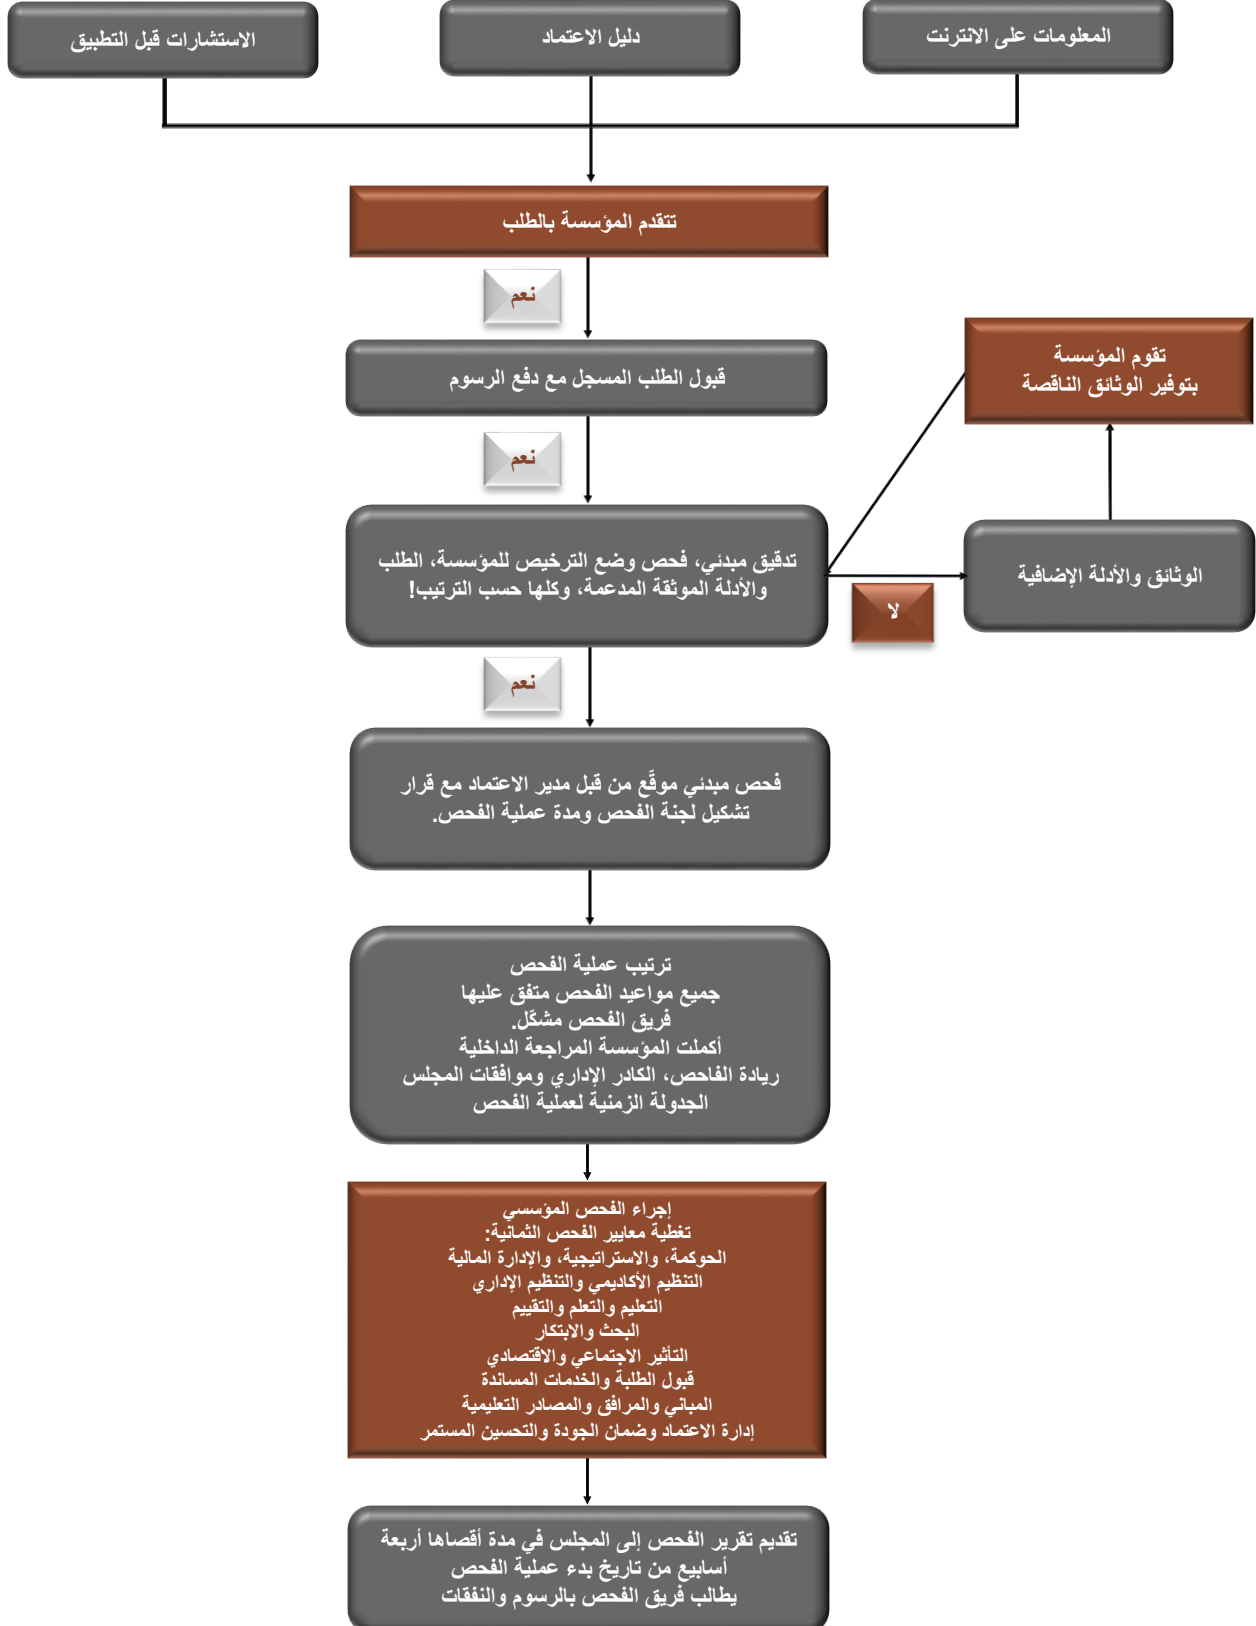 المعلومات على الانترنت
دليل الاعتماد
الاستشارات قبل التطبيق
تتقدم المؤسسة بالطلب
نعم
قبول الطلب المسجل مع دفع الرسوم
نعم
تقوم المؤسسة
بتوفير الوثائق الناقصة
تدقيق مبدئي، فحص وضع الترخيص للمؤسسة، الطلب
والأدلة الموثقة المدعمة، وكلها حسب الترتيب!
الوثائق والأدلة الإضافية
لا
نعم
فحص مبدئي موقّع من قبل مدير الاعتماد مع قرار
تشكيل لجنة الفحص ومدة عملية الفحص.
ترتيب عملية الفحص
جميع مواعيد الفحص متفق عليها
فريق الفحص مشكّل.
أكملت المؤسسة المراجعة الداخلية
ريادة الفاحص، الكادر الإداري وموافقات المجلس
الجدولة الزمنية لعملية الفحص
إجراء الفحص المؤسسي
تغطية معايير الفحص الثمانية:
الحوكمة، والاستراتيجية، والإدارة المالية
التنظيم الأكاديمي والتنظيم الإداري
التعليم والتعلم والتقييم
البحث والابتكار
التأثير الاجتماعي والاقتصادي
قبول الطلبة والخدمات المساندة
المباني والمرافق والمصادر التعليمية
إدارة الاعتماد وضمان الجودة والتحسين المستمر
تقديم تقرير الفحص إلى المجلس في مدة أقصاها أربعة
أسابيع من تاريخ بدء عملية الفحص
يطالب فريق الفحص بالرسوم والنفقات